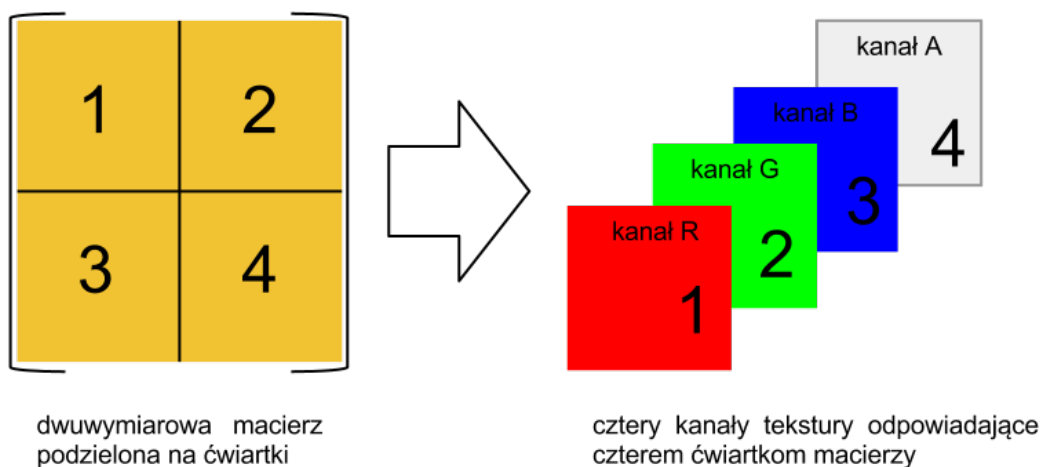 1 2
3 4
kanał A
4
kanał B
3
kanał G
2
kanał R
1
dwuwymiarowa macierz
podzielona na ćwiartki
cztery kanały tekstury odpowiadające
czterem ćwiartkom macierzy